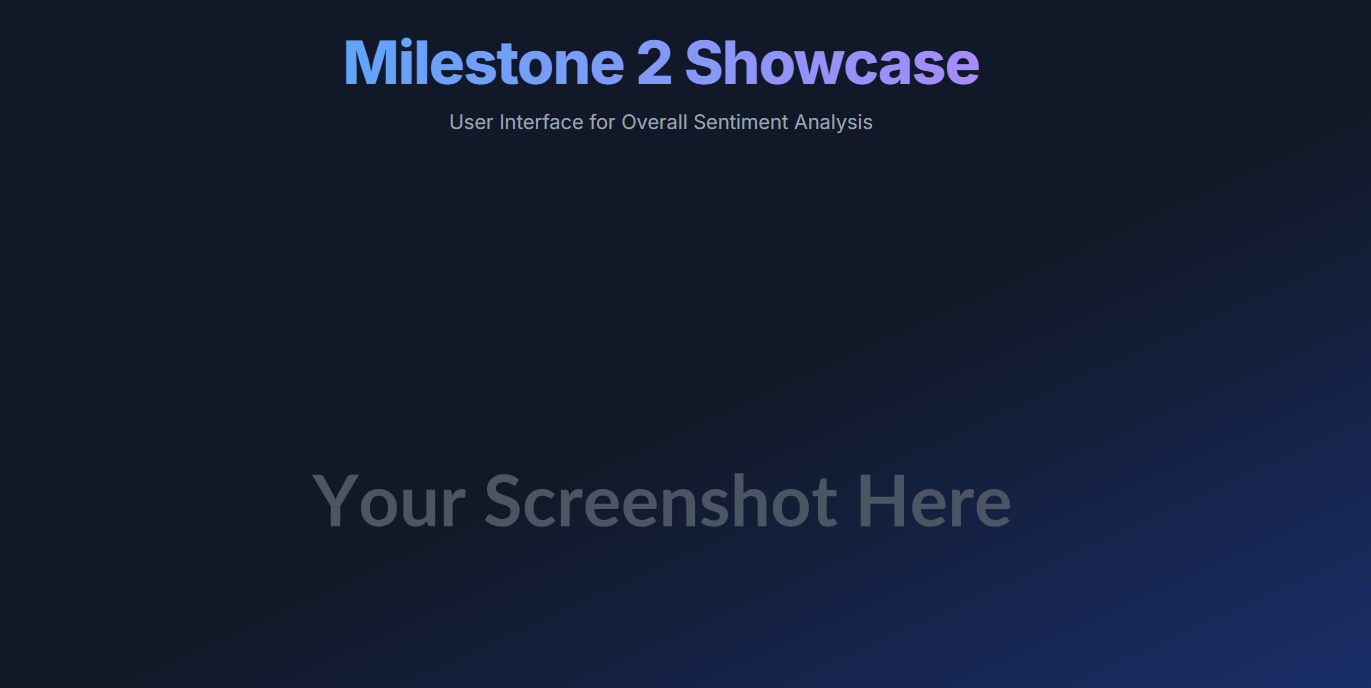 Milestone 2 Showcase
User Interface for Overall Sentiment Analysis
Your Screenshot Here